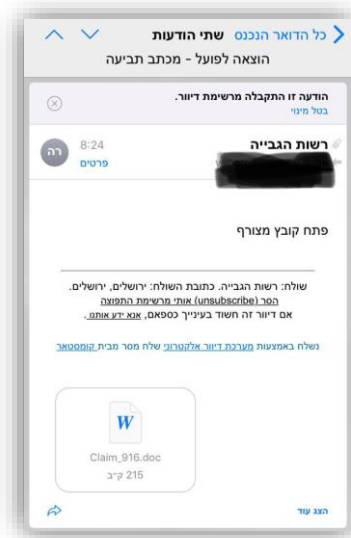 כל הדואר הנכנס שתי הודעות
הוצאה לפועל - מכתב תביעה
הודעה זו התקבלה מרשימת דיוור.
בטל מינוי
רשות הגבייה 8:24 רה
פרטים
פתח קובץ מצורף
שולח: רשות הגבייה. כתובת השולח: ירושלים, ירושלים.
הסר (unsubscribe) אותי מרשימת התפוצה
אם דיוור זה חשוד בעינייך כספאם, אנא ידע אותנו.
נשלח באמצעות מערכת דיוור אלקטרוני שלח מסר מבית קומסטאר
W
Claim_916.doc
215 ק״ב
הצג עוד